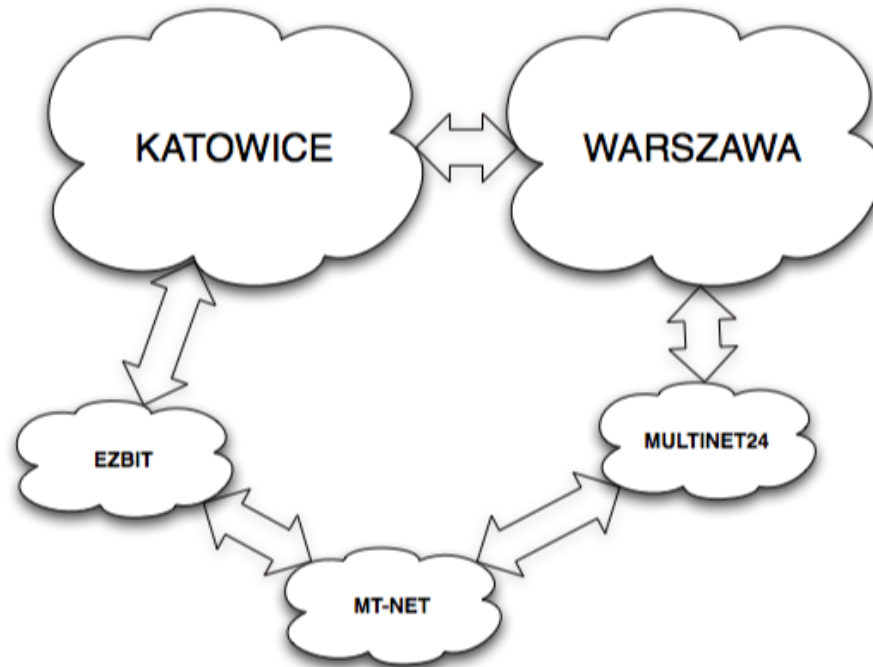 KATOWICE
WARSZAWA
EZBIT
MULTINET24
MT-NET